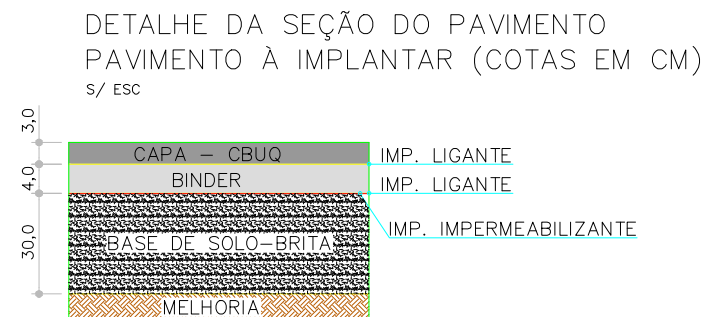 DETALHE DA SEÇÃO DO PAVIMENTO
PAVIMENTO À IMPLANTAR (COTAS EM CM)
S/ ESC
3,0
CAPA – CBUQ
IMP. LIGANTE
4,0
BINDER
IMP. LIGANTE
IMP. IMPERMEABILIZANTE
30,0
BASE DE SOLO–BRITA
MELHORIA